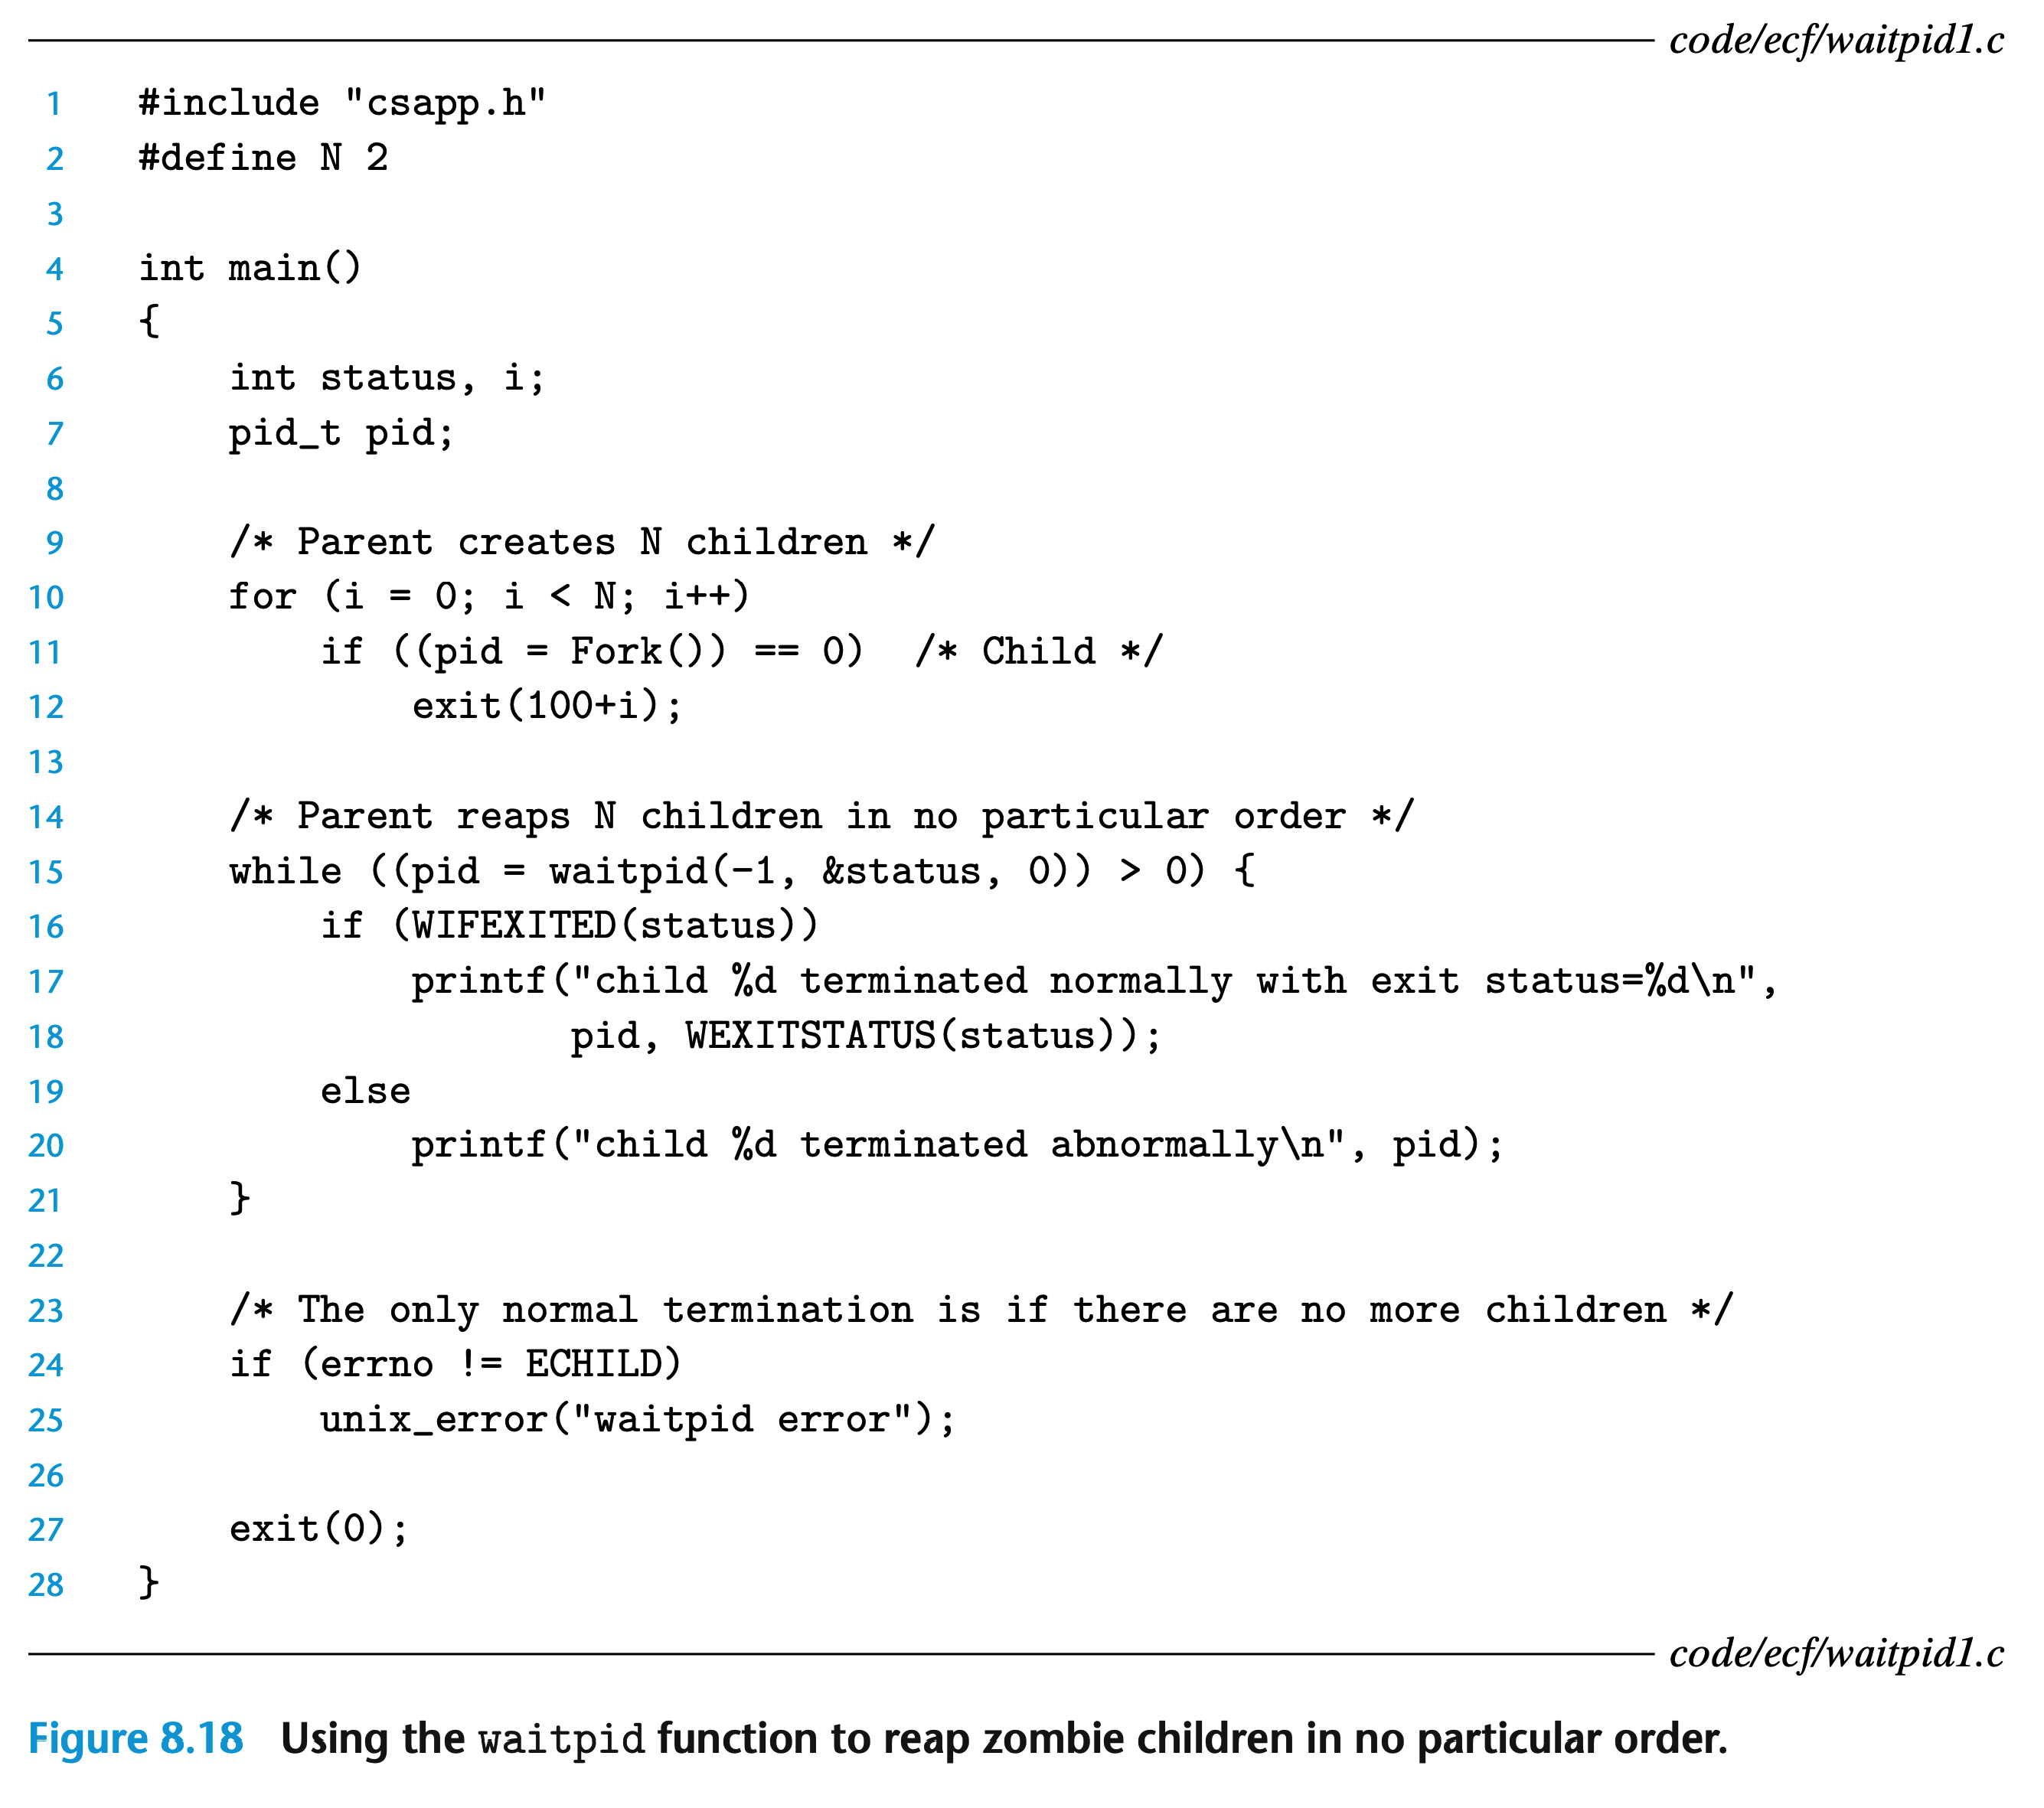 code/ecf/waitpid1.c
1 #include "csapp.h"
2 #define N 2
3
4 int main()
5 {
6     int status, i;
7     pid_t pid;
8
9     /* Parent creates N children */
10     for (i = 0; i < N; i++)
11         if ((pid = Fork()) == 0)  /* Child */
12             exit(100+i);
13
14     /* Parent reaps N children in no particular order */
15     while ((pid = waitpid(-1, &status, 0)) > 0) {
16         if (WIFEXITED(status))
17             printf("child %d terminated normally with exit status=%d\n",
18                    pid, WEXITSTATUS(status));
19         else
20             printf("child %d terminated abnormally\n", pid);
21     }
22
23     /* The only normal termination is if there are no more children */
24     if (errno != ECHILD)
25         unix_error("waitpid error");
26
27     exit(0);
28 }
code/ecf/waitpid1.c
Figure 8.18 Using the waitpid function to reap zombie children in no particular order.